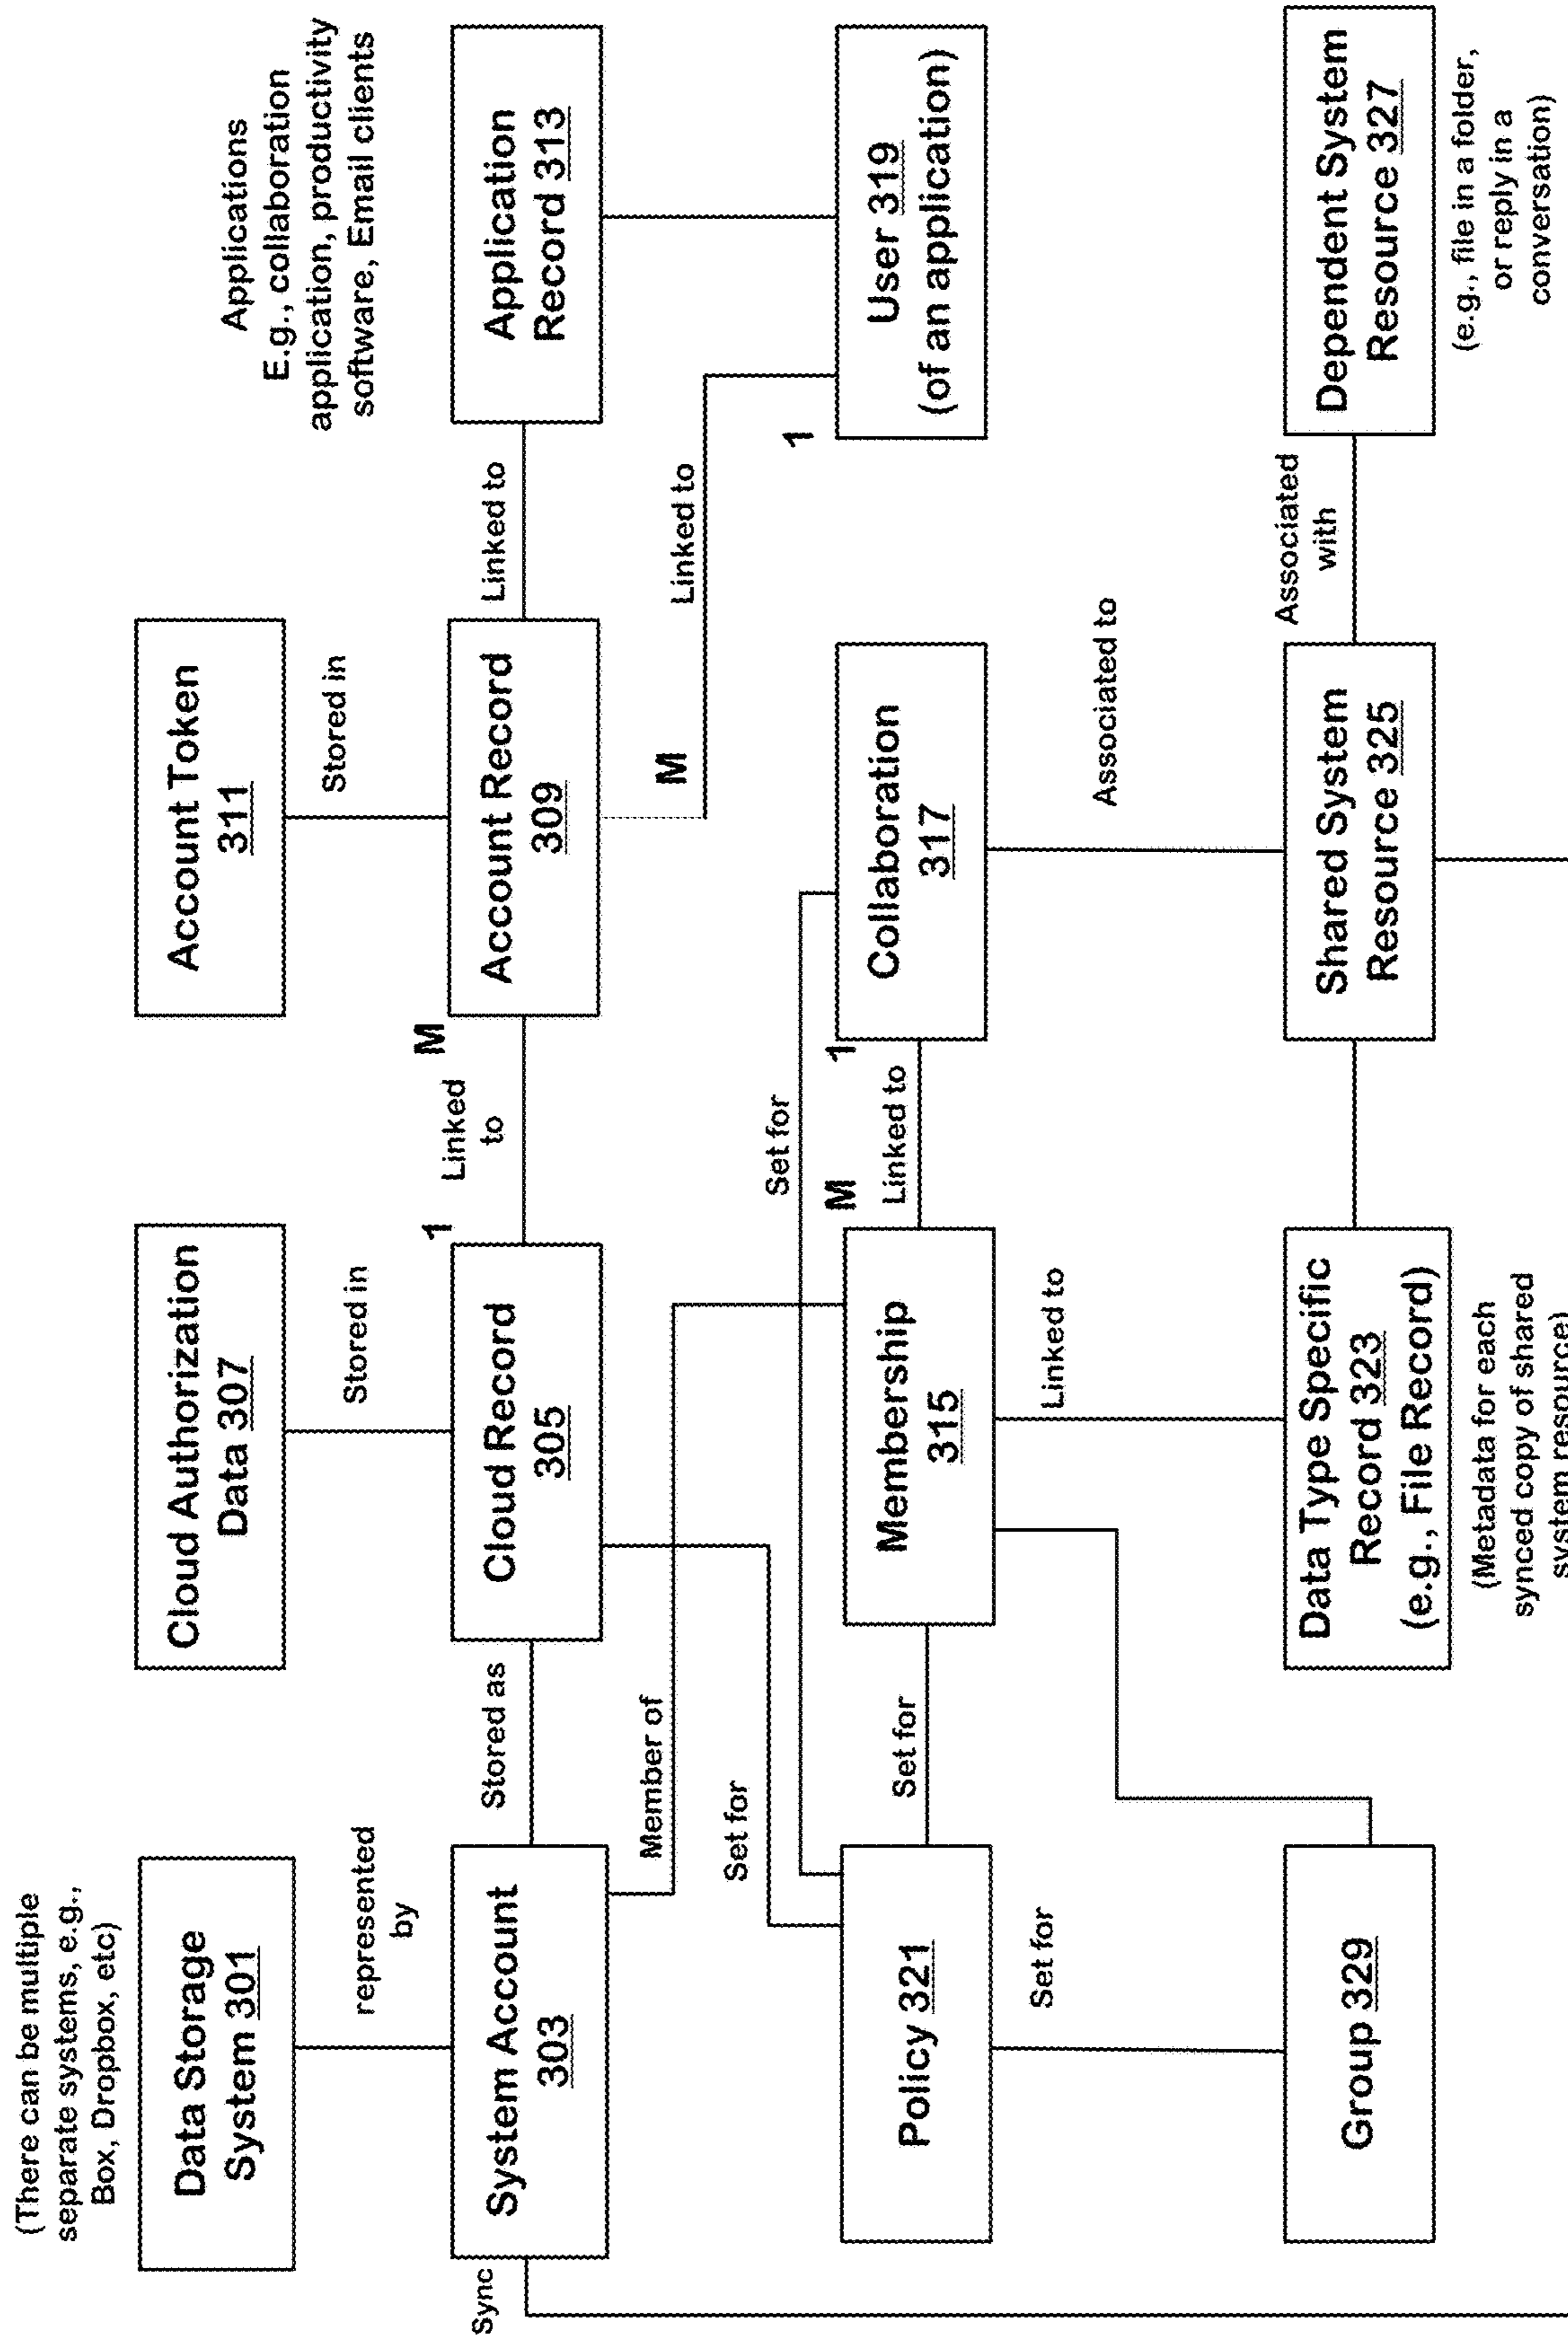 (There can be multiple
separate systems, e.g.,
Box, Dropbox, etc)
Data Storage
System 301
Cloud Authorization
Data 307
Account Token
311
Applications
E.g., collaboration
application, productivity
software, Email clients
represented
by
Stored in
Stored in
Sync
System Account
303
Stored as
Cloud Record
305
1
Linked
to
M
Account Record
309
Linked to
Application
Record 313
Member of
Set for
Set for
M
Linked to
1
Policy 321
Set for
Membership
315
M
Linked to
1
Collaboration
317
User 319
(of an application)
Set for
Linked to
Associated to
Group 329
Data Type Specific
Record 323
(e.g., File Record)
Shared System
Resource 325
Associated
with
Dependent System
Resource 327
(Metadata for each
synced copy of shared
system resource)
(e.g., file in a folder,
or reply in a
conversation)